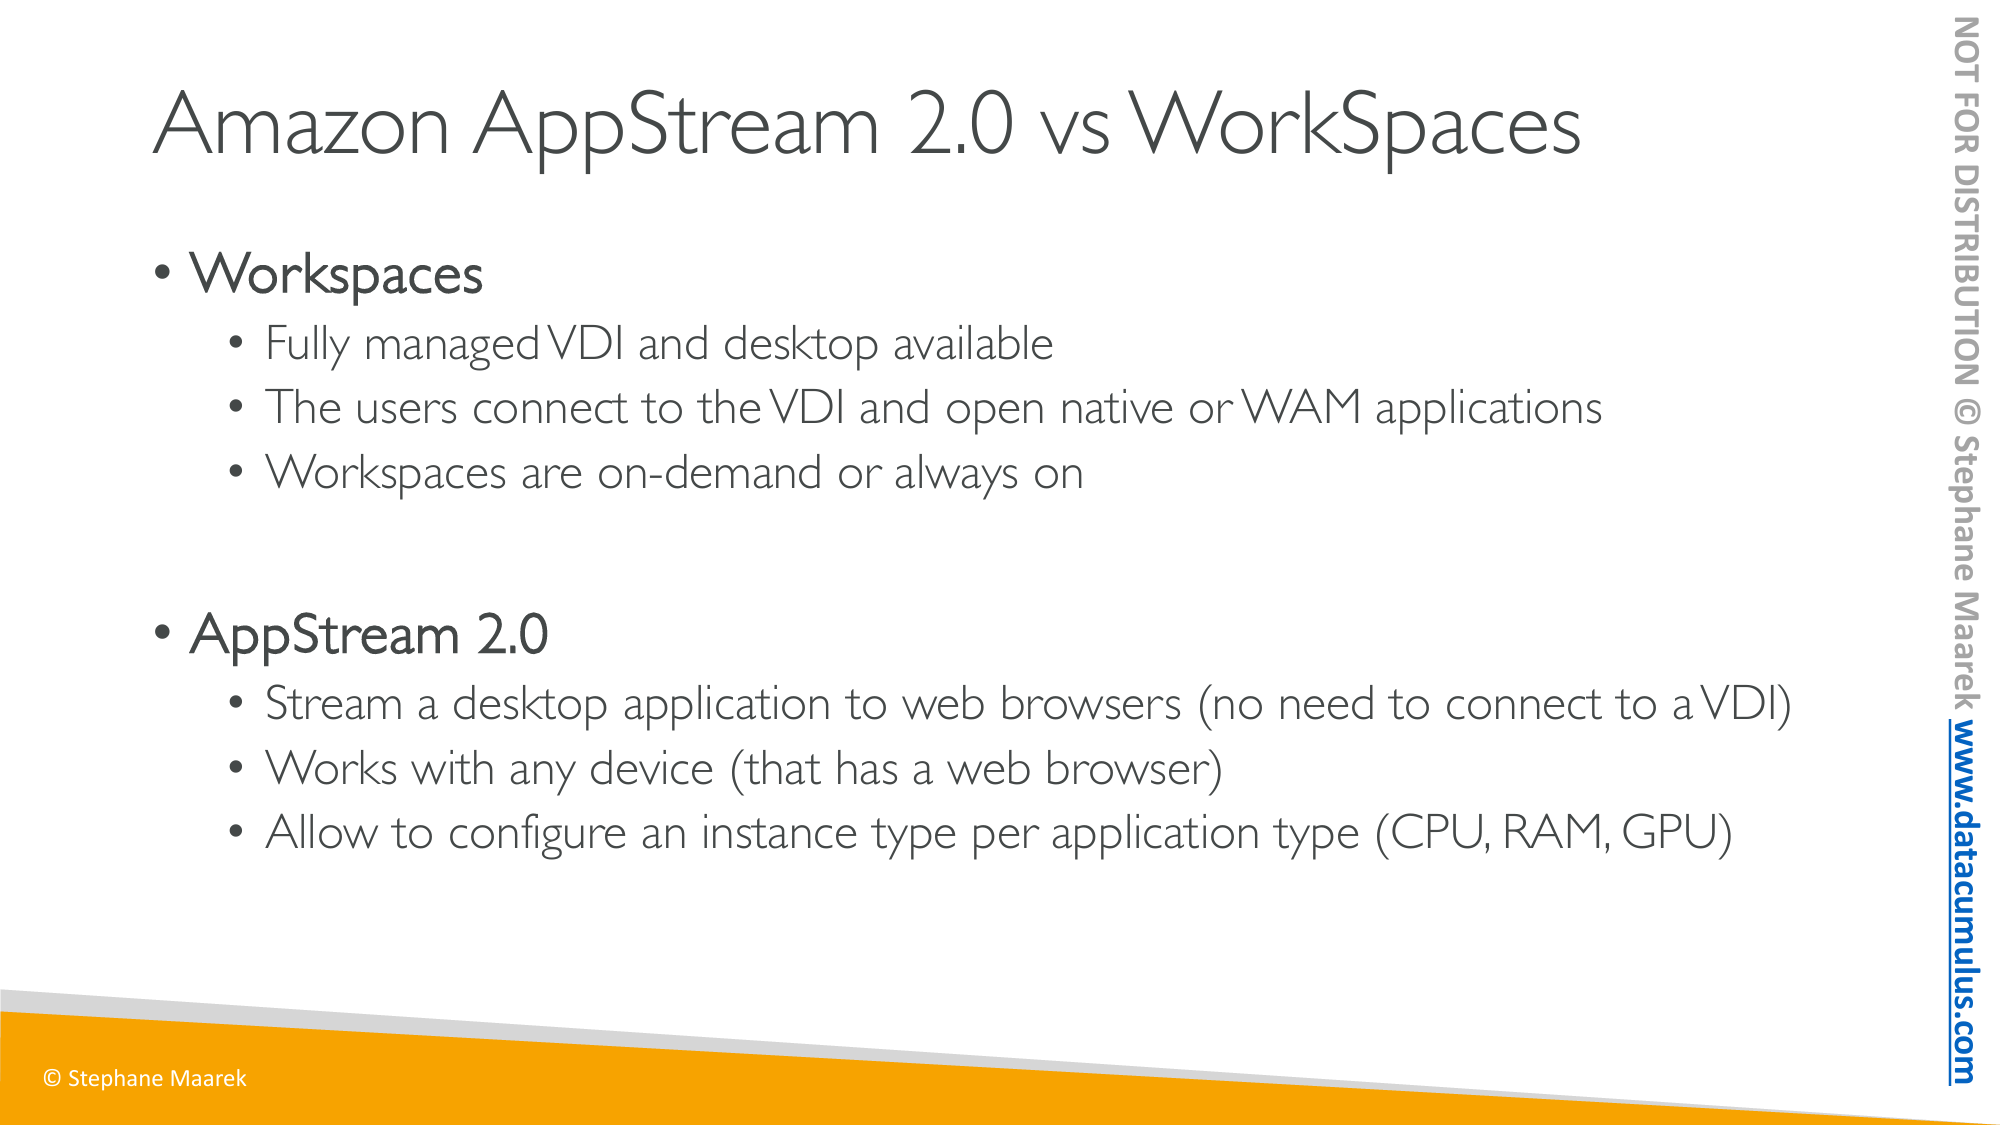 Amazon AppStream 2.0 vs WorkSpaces
• Workspaces
• Fully managed VDI and desktop available
• The users connect to the VDI and open native or WAM applications
• Workspaces are on-demand or always on
• AppStream 2.0
• Stream a desktop application to web browsers (no need to connect to a VDI)
• Works with any device (that has a web browser)
• Allow to configure an instance type per application type (CPU, RAM, GPU)
© Stephane Maarek
NOT FOR DISTRIBUTION © Stephane Maarek www.datacumulus.com